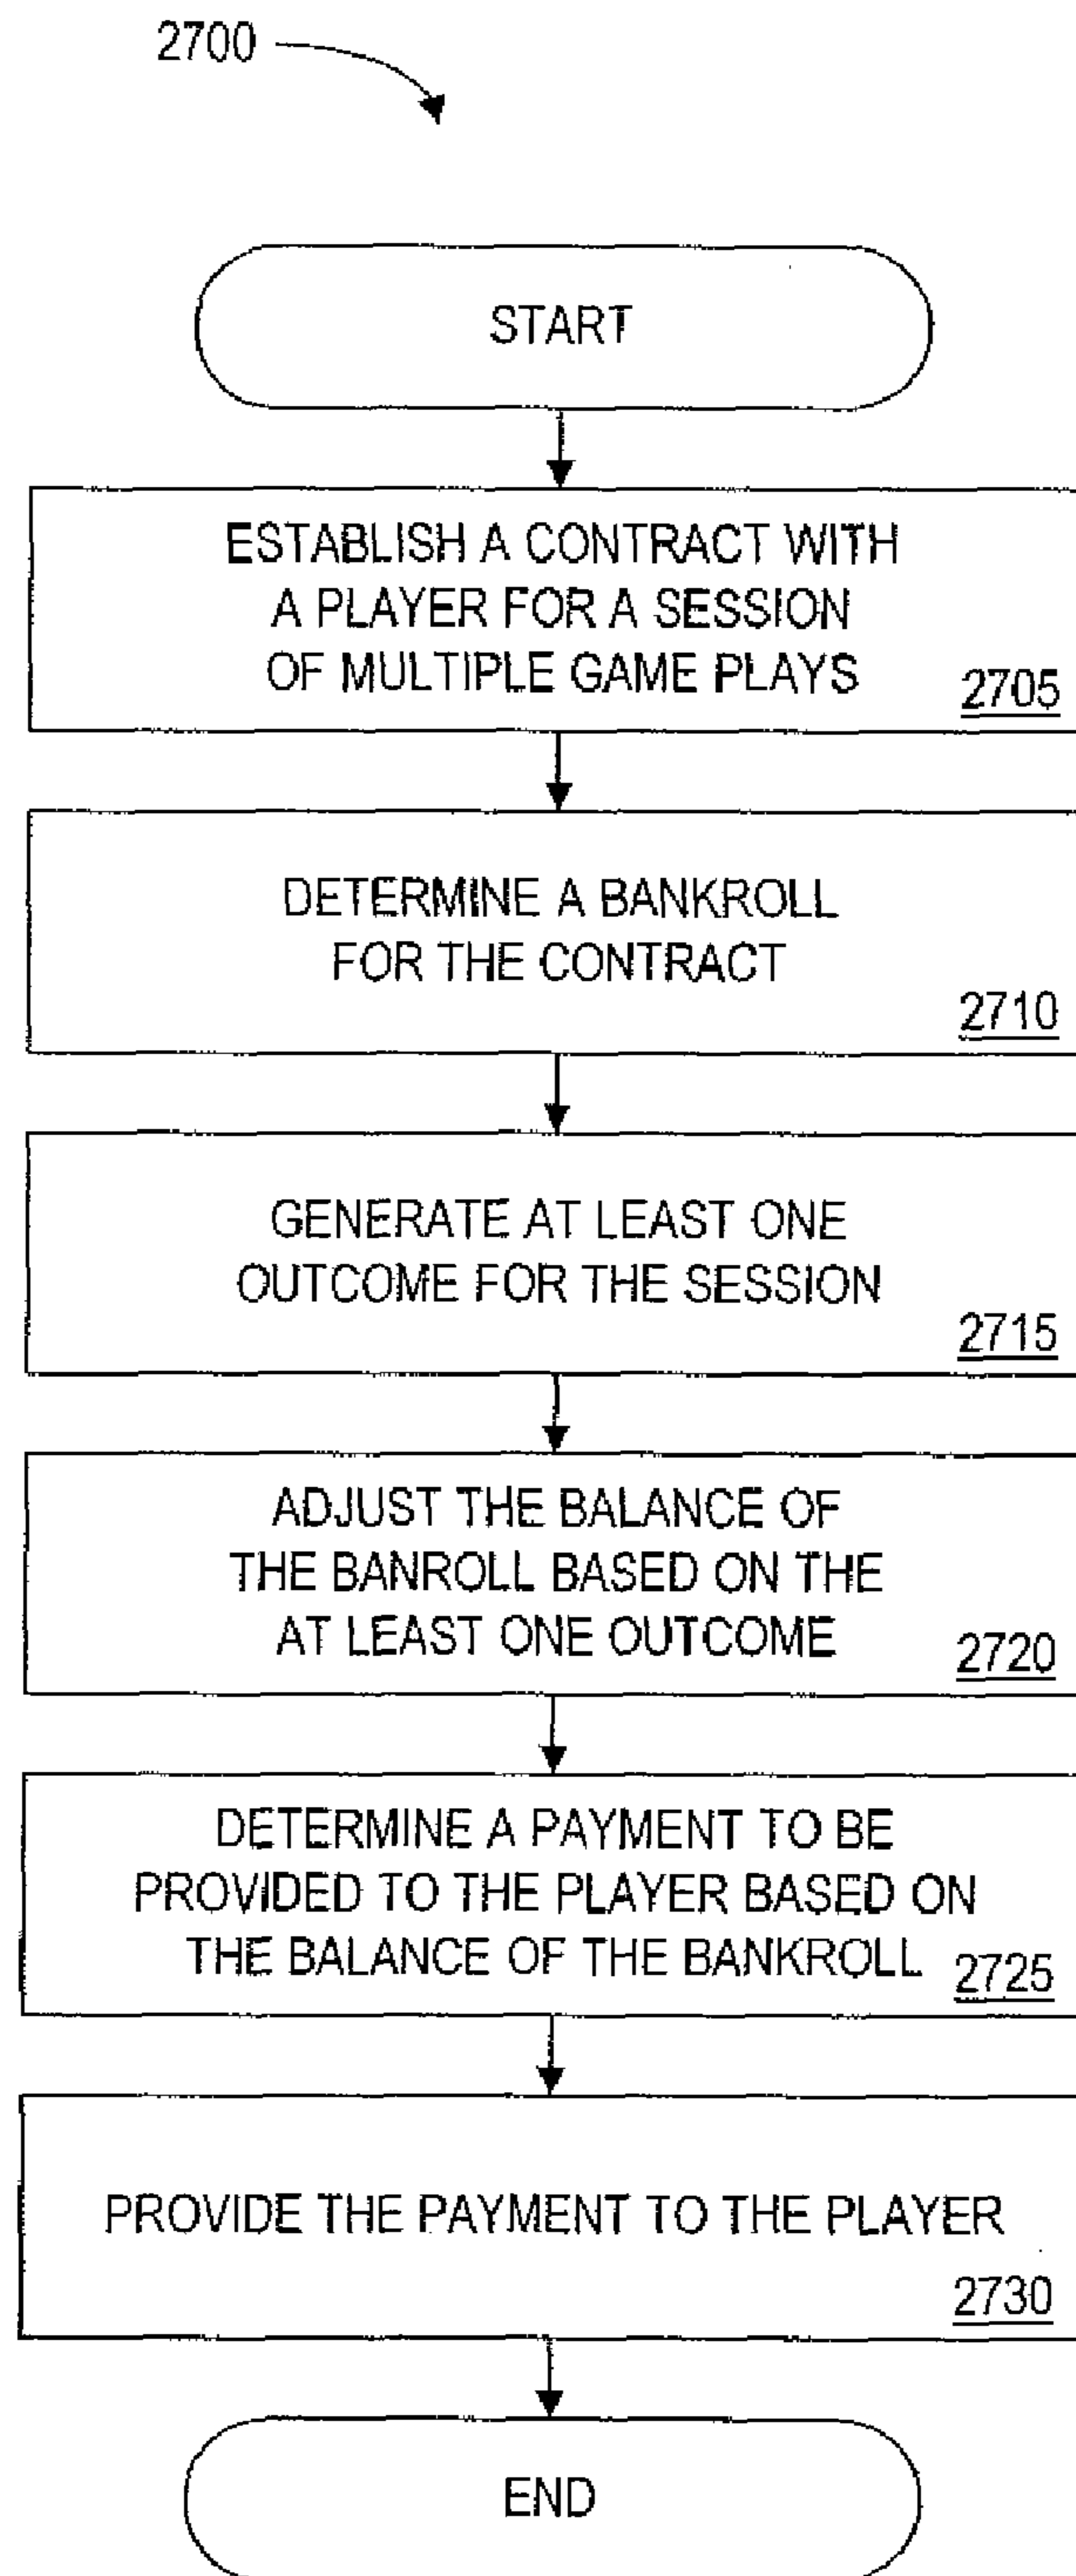 2700
START
ESTABLISH A CONTRACT WITH
A PLAYER FOR A SESSION
OF MULTIPLE GAME PLAYS
2705
DETERMINE A BANKROLL
FOR THE CONTRACT
2710
GENERATE AT LEAST ONE
OUTCOME FOR THE SESSION
2715
ADJUST THE BALANCE OF
THE BANROLL BASED ON THE
AT LEAST ONE OUTCOME
2720
DETERMINE A PAYMENT TO BE
PROVIDED TO THE PLAYER BASED ON
THE BALANCE OF THE BANKROLL
2725
PROVIDE THE PAYMENT TO THE PLAYER
2730
END